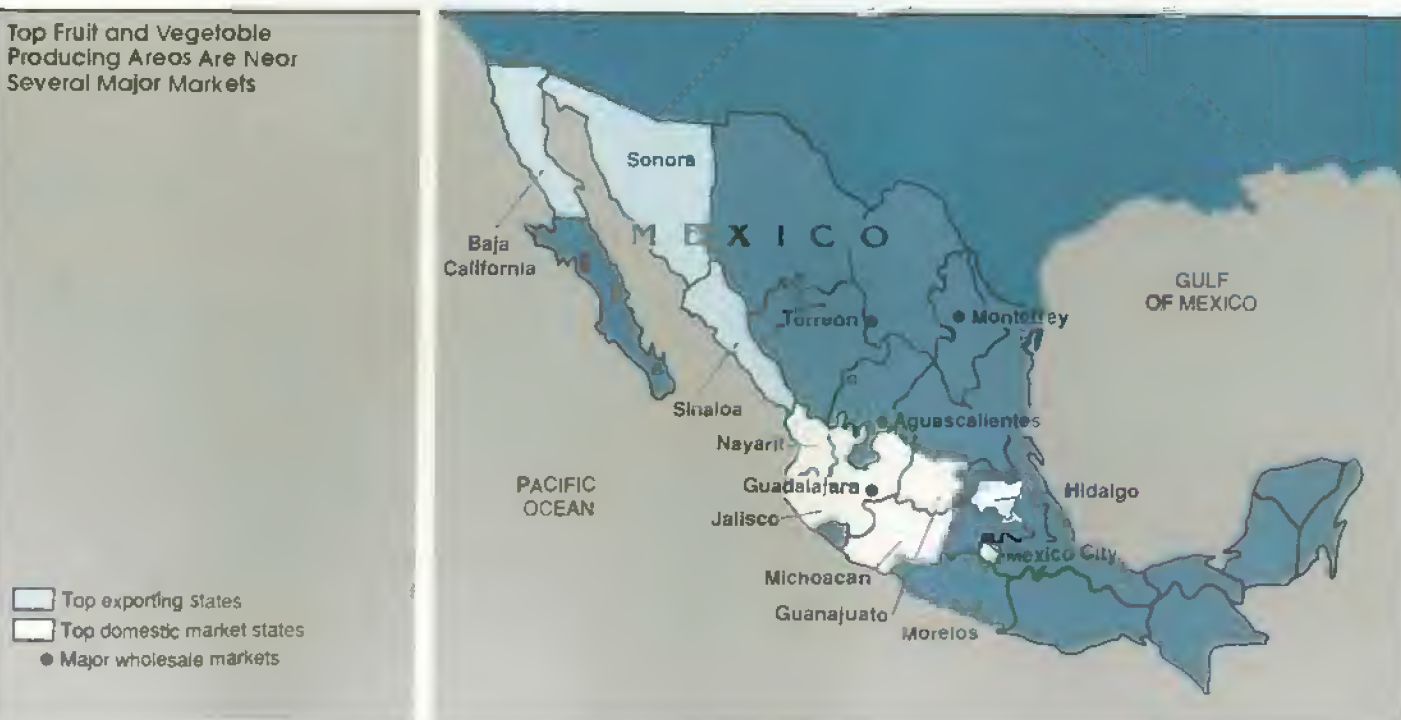 Top Fruit and Vegetable
Producing Areas Are Near
Several Major Markets
Top exporting states
Top domestic market states
Major wholesale markets
Sonora
MEXICO
Baja
California
GULF
OF MEXICO
Torreón
Monterrey
Sinaloa
Aguascalientes
Nayarit
PACIFIC
OCEAN
Guadalajara
Hidalgo
Jalisco
Mexico City
Michoacan
Guanajuato
Morelos